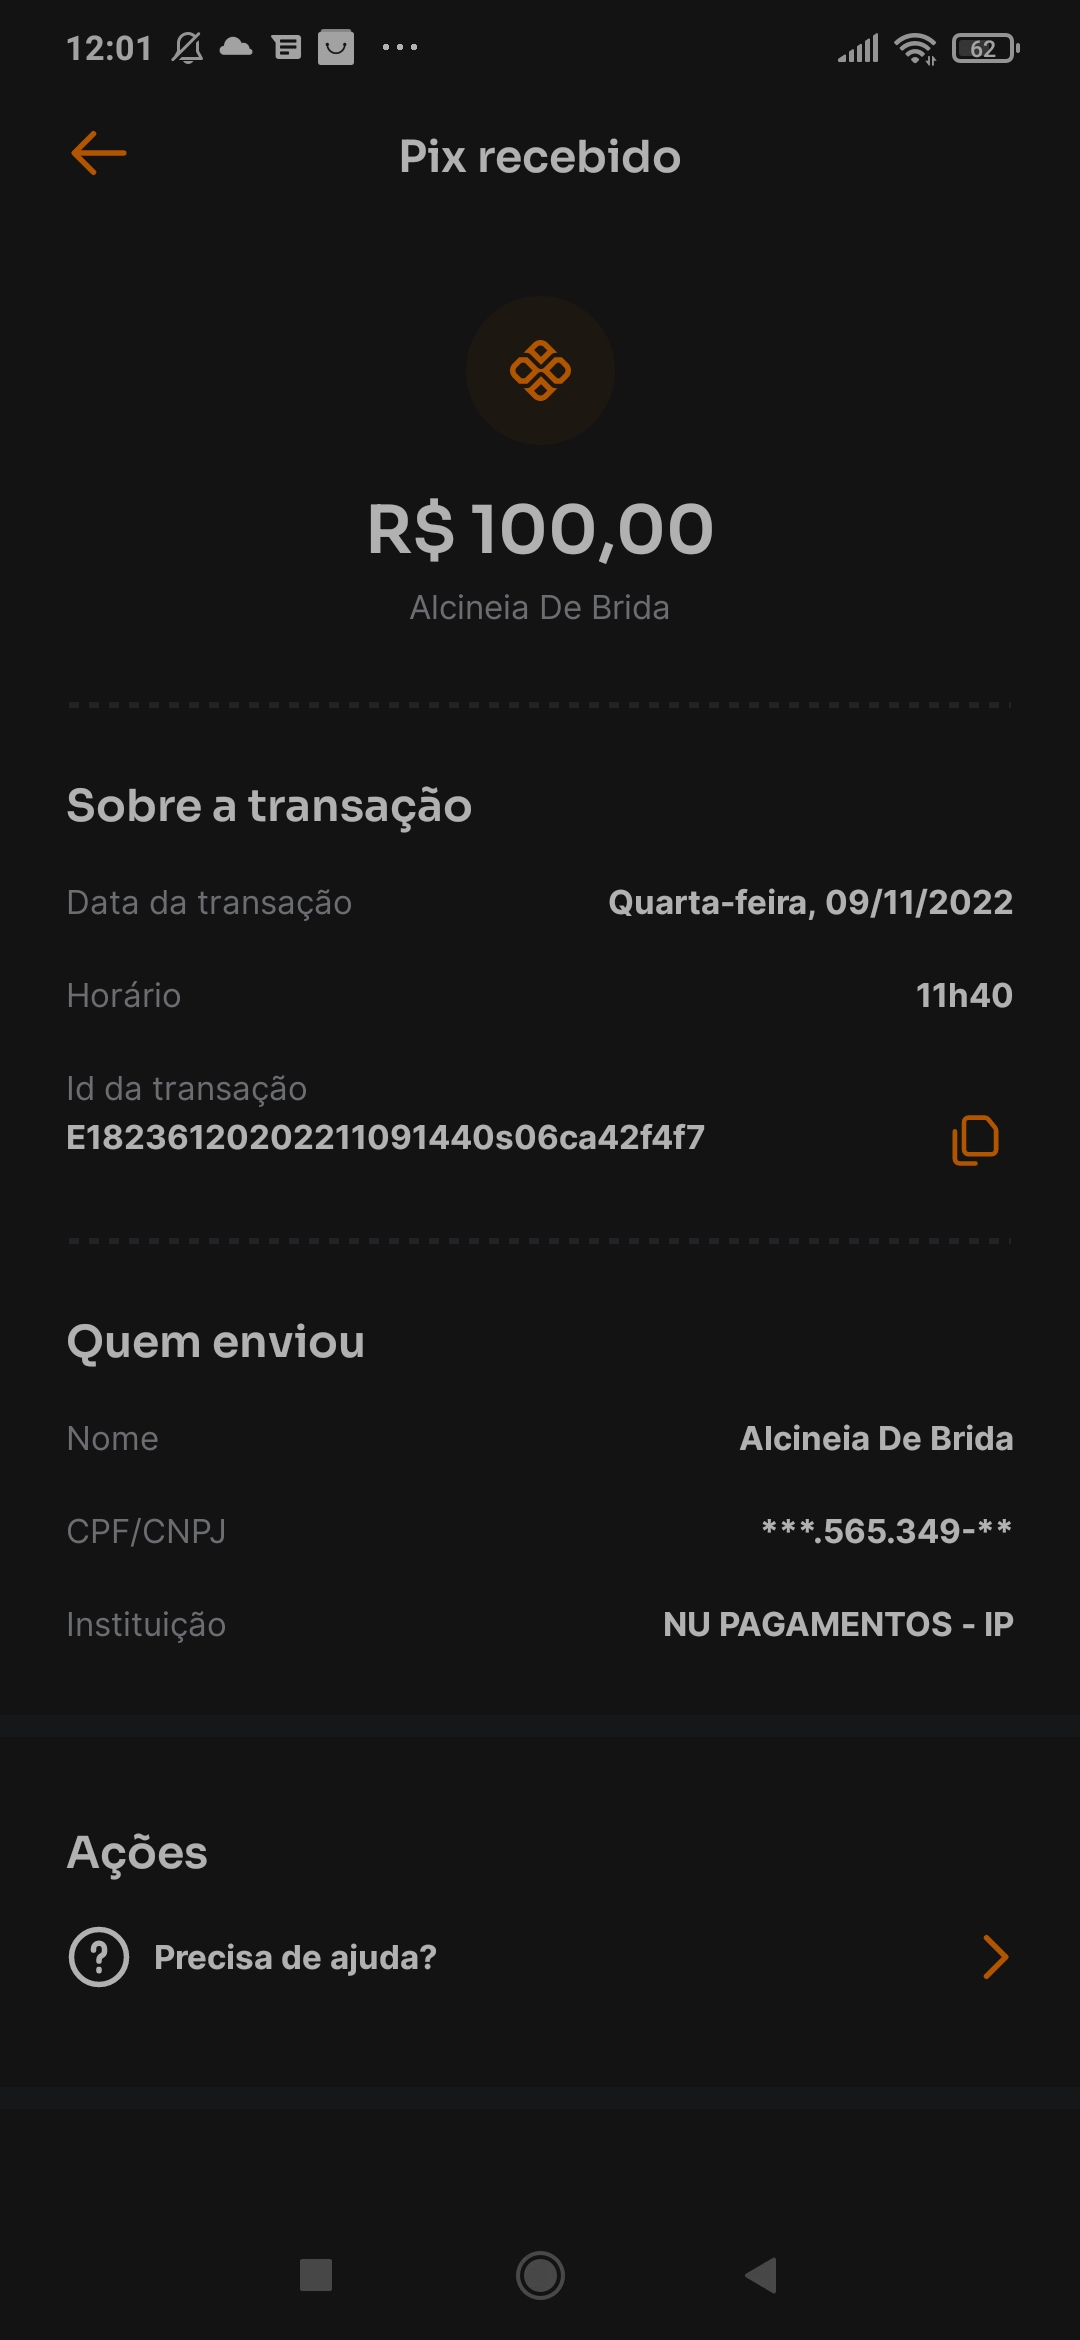 12:01
62
Pix recebido
R$ 100,00
Alcineia De Brida
Sobre a transação
Data da transação Quarta-feira, 09/11/2022
Horário 11h40
Id da transação
E18236120202211091440s06ca42f4f7
Quem enviou
Nome Alcineia De Brida
CPF/CNPJ ***.565.349-**
Instituição NU PAGAMENTOS - IP
Ações
Precisa de ajuda?